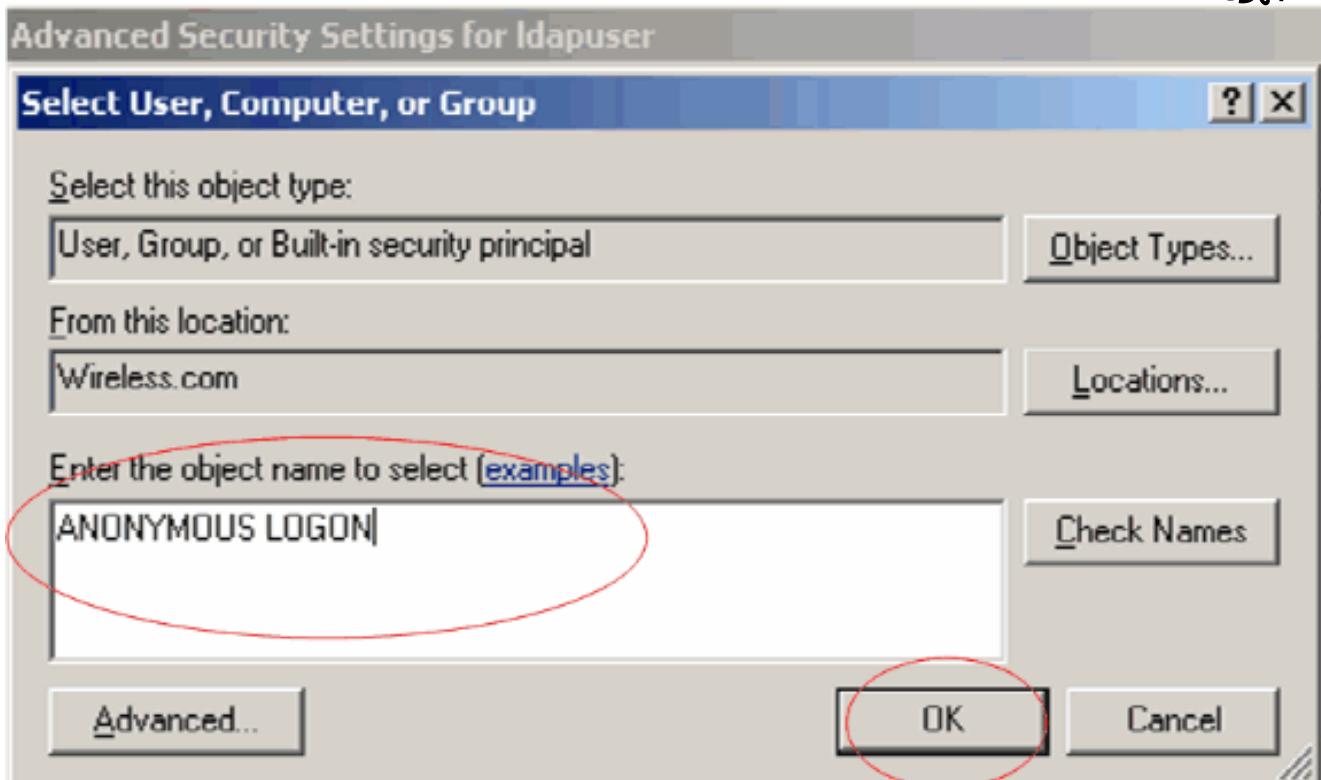 Advanced Security Settings for ldapuser
Select User, Computer, or Group
Select this object type:
User, Group, or Built-in security principal
Object Types...
From this location:
Wireless.com
Locations...
Enter the object name to select (examples):
ANONYMOUS LOGON
Check Names
Advanced...
OK
Cancel